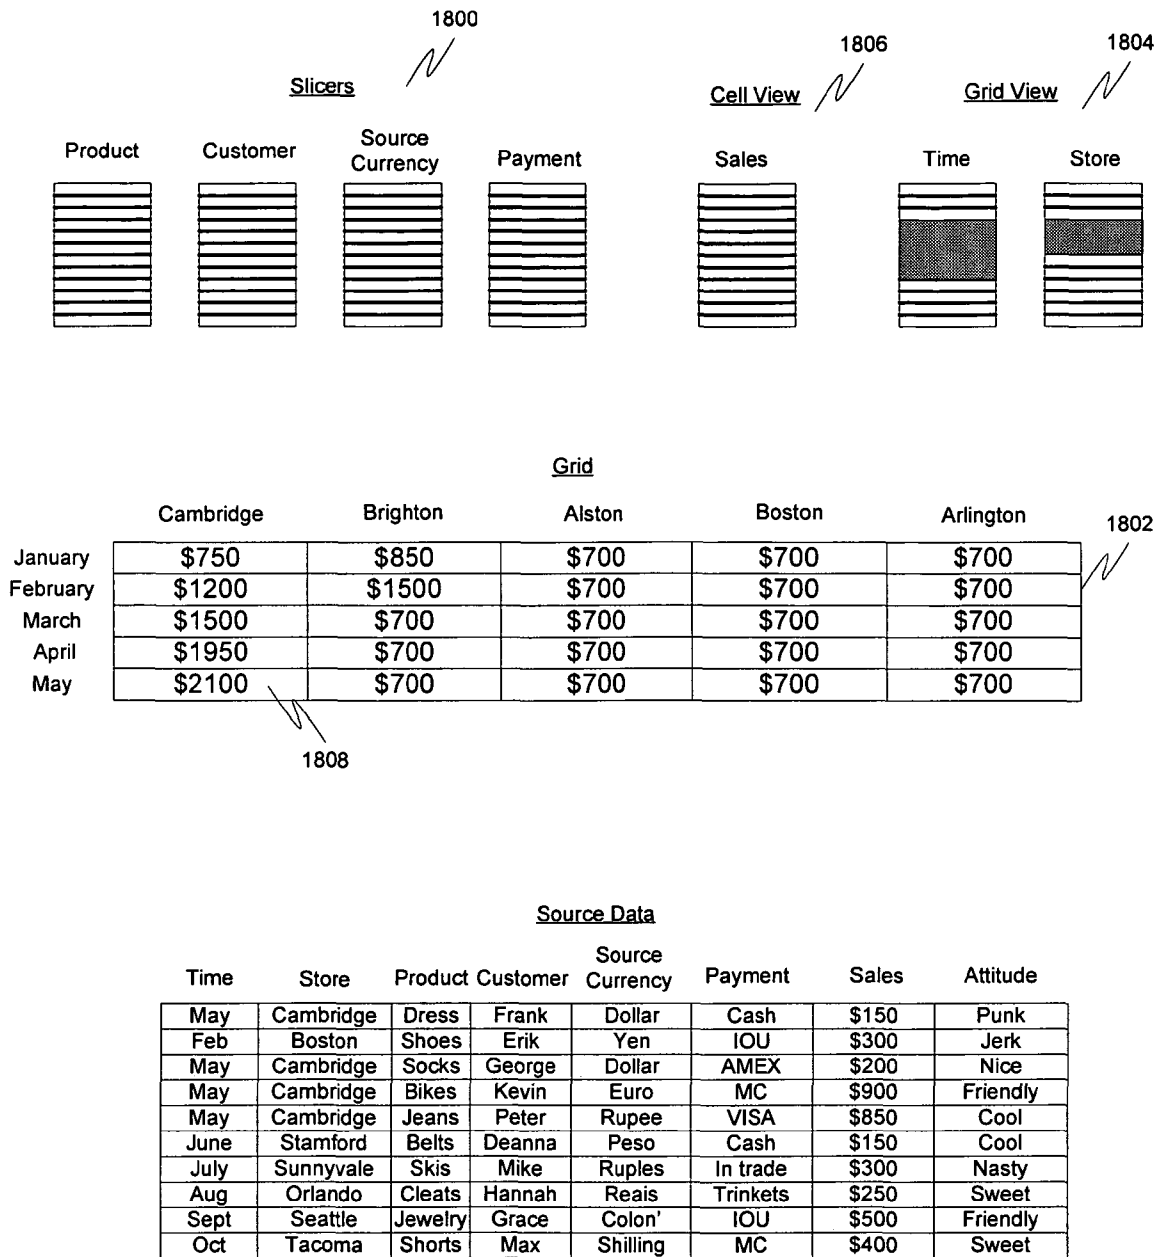 1800
1806
1804
Slicers
Cell View
Grid View
Product Customer Source Currency Payment Sales Time Store
Grid
Cambridge Brighton Alston Boston Arlington
1802
January $750 $850 $700 $700 $700
February $1200 $1500 $700 $700 $700
March $1500 $700 $700 $700 $700
April $1950 $700 $700 $700 $700
May $2100 $700 $700 $700 $700
1808
Source Data
Time Store Product Customer Source Currency Payment Sales Attitude
May Cambridge Dress Frank Dollar Cash $150 Punk
Feb Boston Shoes Erik Yen IOU $300 Jerk
May Cambridge Socks George Dollar AMEX $200 Nice
May Cambridge Bikes Kevin Euro MC $900 Friendly
May Cambridge Jeans Peter Rupee VISA $850 Cool
June Stamford Belts Deanna Peso Cash $150 Cool
July Sunnyvale Skis Mike Ruples In trade $300 Nasty
Aug Orlando Cleats Hannah Reais Trinkets $250 Sweet
Sept Seattle Jewelry Grace Colon' IOU $500 Friendly
Oct Tacoma Shorts Max Shilling MC $400 Sweet